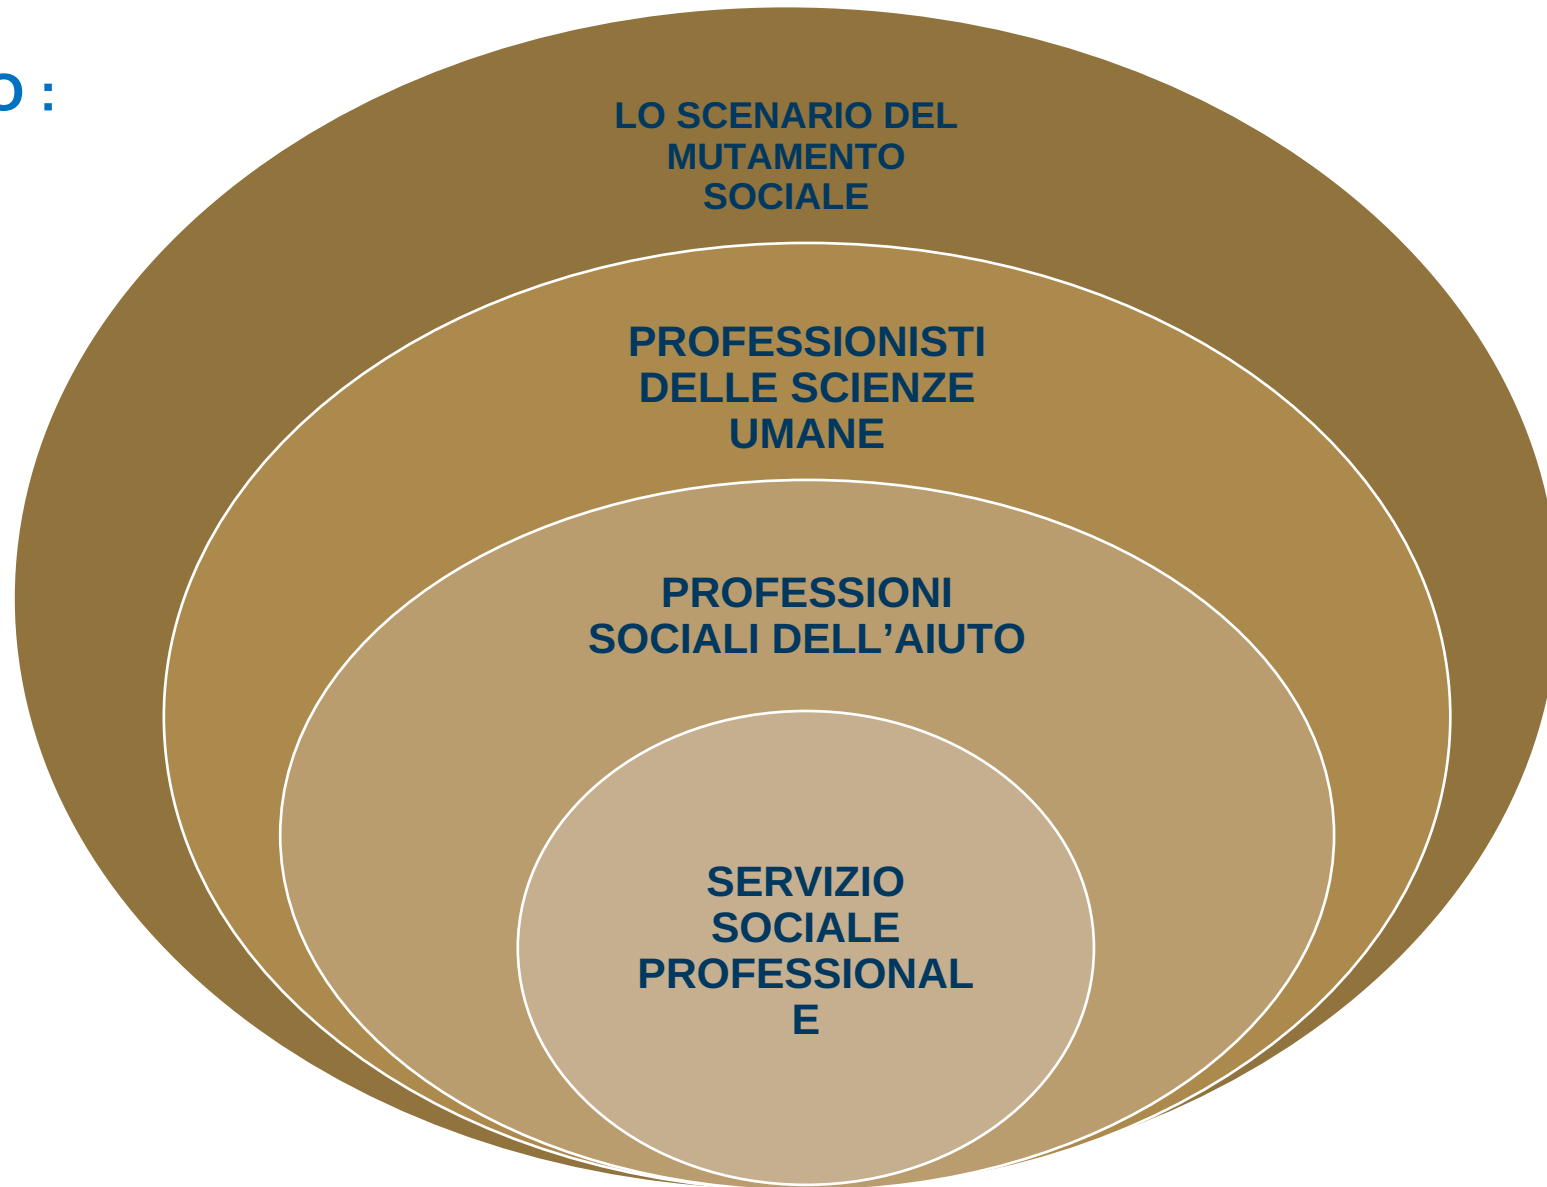 O :
LO SCENARIO DEL
MUTAMENTO
SOCIALE
PROFESSIONISTI
DELLE SCIENZE
UMANE
PROFESSIONI
SOCIALI DELL’AIUTO
SERVIZIO
SOCIALE
PROFESSIONAL
E